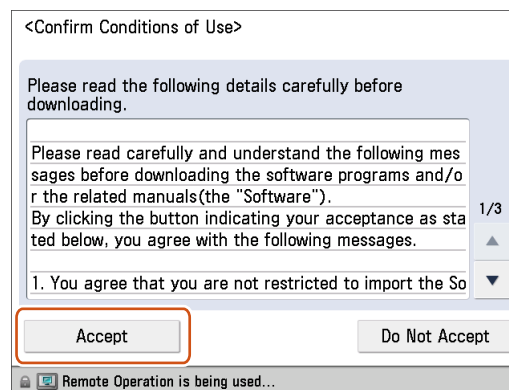 <Confirm Conditions of Use>
Please read the following details carefully before
downloading.
Please read carefully and understand the following mes
sages before downloading the software programs and/o
r the related manuals(the "Software").
By clicking the button indicating your acceptance as sta
ted below, you agree with the following messages.
1. You agree that you are not restricted to import the So
1/3
Accept
Do Not Accept
Remote Operation is being used...